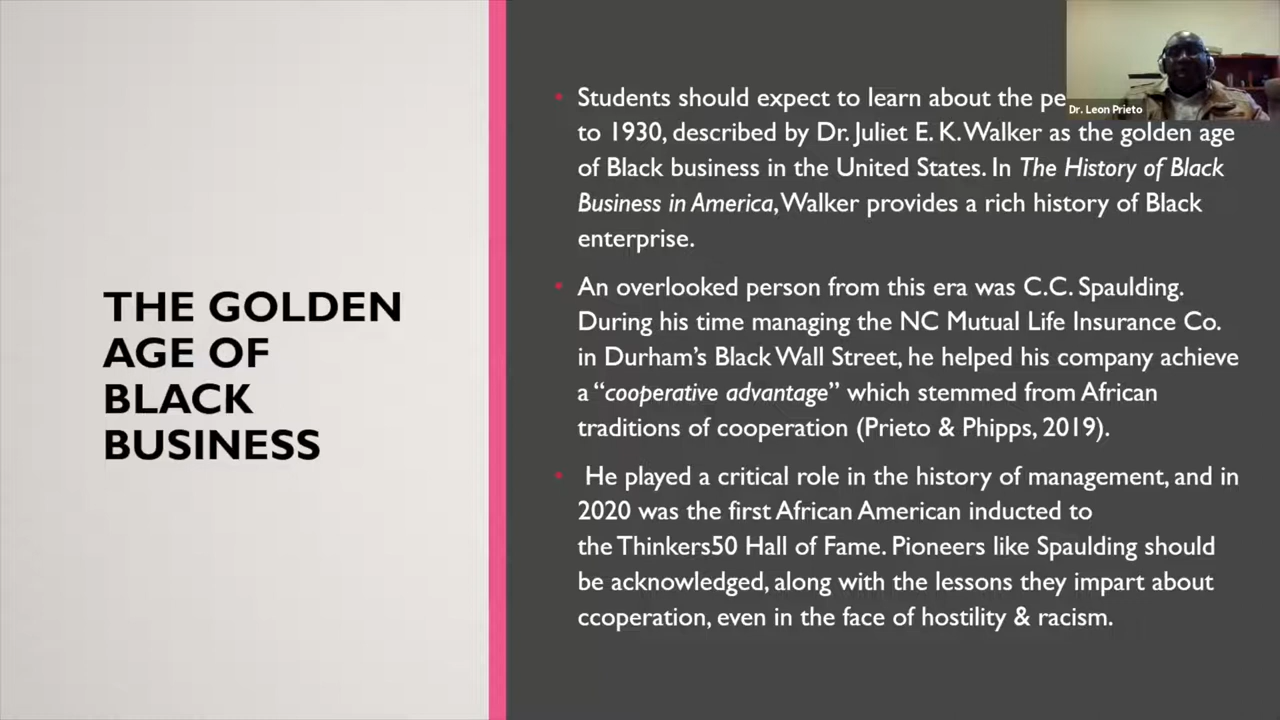 THE GOLDEN
AGE OF
BLACK
BUSINESS
• Students should expect to learn about the pe
to 1930, described by Dr. Juliet E. K. Walker as the golden age
of Black business in the United States. In The History of Black
Business in America, Walker provides a rich history of Black
enterprise.
• An overlooked person from this era was C.C. Spaulding.
During his time managing the NC Mutual Life Insurance Co.
in Durham’s Black Wall Street, he helped his company achieve
a “cooperative advantage” which stemmed from African
traditions of cooperation (Prieto & Phipps, 2019).
• He played a critical role in the history of management, and in
2020 was the first African American inducted to
the Thinkers50 Hall of Fame. Pioneers like Spaulding should
be acknowledged, along with the lessons they impart about
ccoperation, even in the face of hostility & racism.
Dr. Leon Prieto